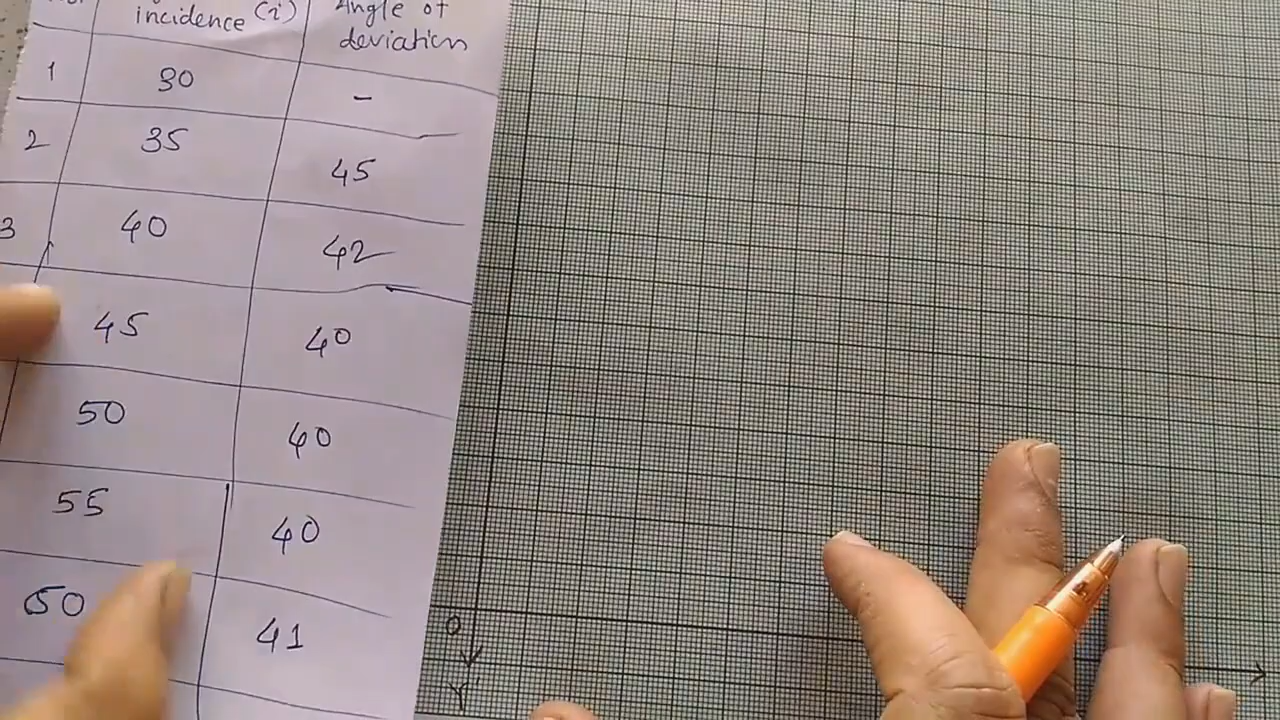 incidence (i) Angle of
deviation
1 30 -
2 35 45
3 40 42
45 40
50 40
55 40
60 41
O
Y